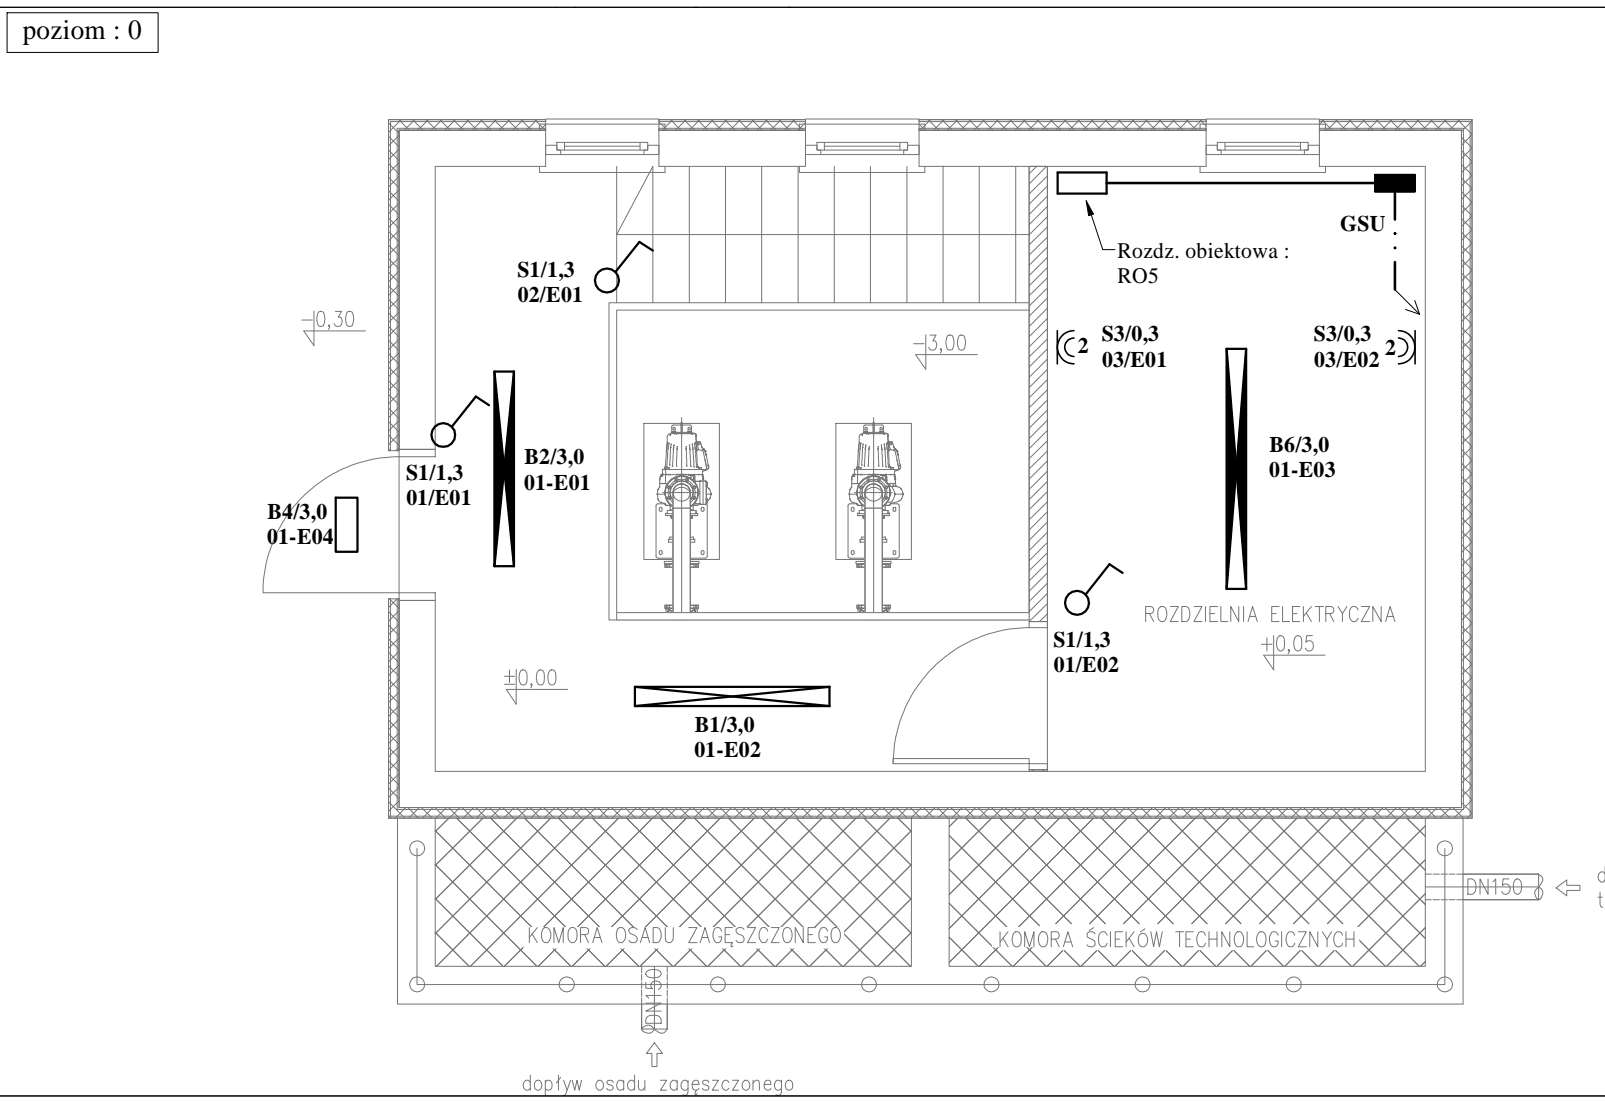 poziom : 0
GSU
Rozdz. obiektowa :
RO5
S1/1,3
02/E01
-0,30
-3,00
S3/0,3
03/E01
2
S3/0,3
03/E02
2
B2/3,0
01-E01
S1/1,3
01/E01
B6/3,0
01-E03
B4/3,0
01-E04
ROZDZIELNIA ELEKTRYCZNA
+0,05
S1/1,3
01/E02
±0,00
B1/3,0
01-E02
DN150
KOMORA OSADU ZAGĘSZCZONEGO
KOMORA ŚCIEKÓW TECHNOLOGICZNYCH
DN150
dopływ osadu zagęszczonego